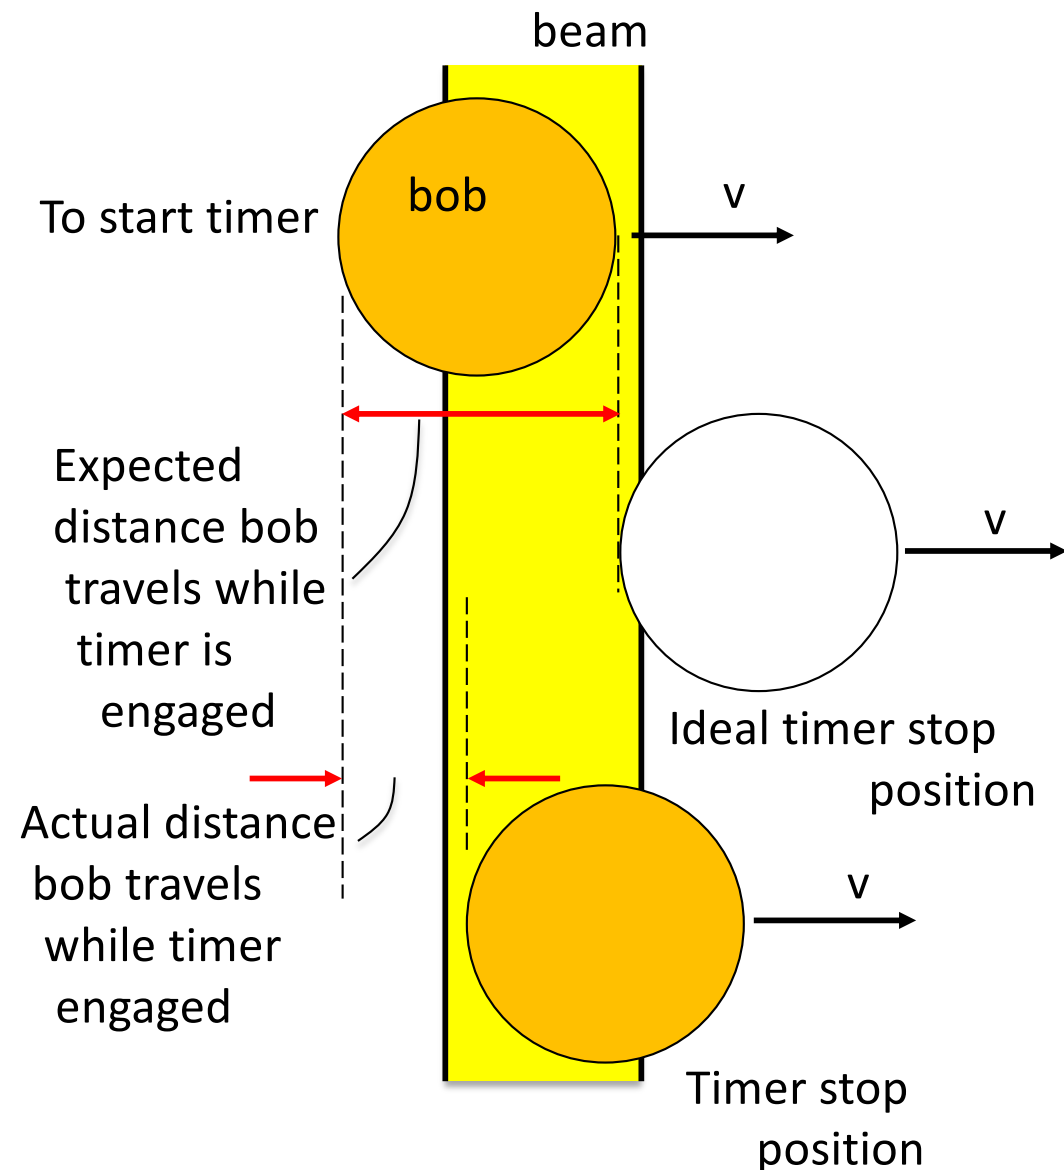 beam
bob
v
To start timer
Expected
distance bob
travels while
timer is
engaged
v
Ideal timer stop
position
Actual distance
bob travels
while timer
engaged
v
Timer stop
position